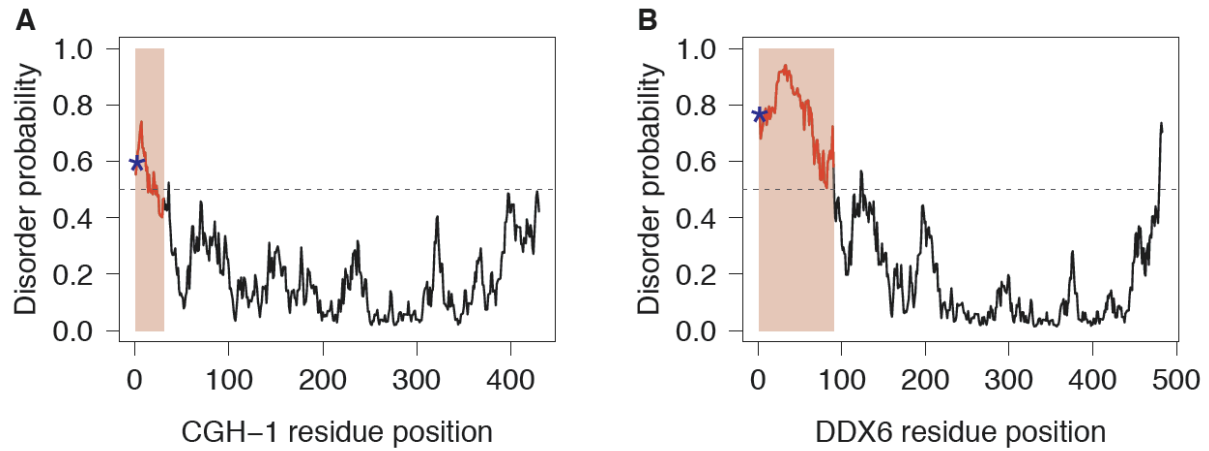 A
Disorder probability
1.0
0.8
0.6
0.4
0.2
0.0
0 100 200 300 400
CGH−1 residue position
B
Disorder probability
1.0
0.8
0.6
0.4
0.2
0.0
0 100 200 300 400 500
DDX6 residue position